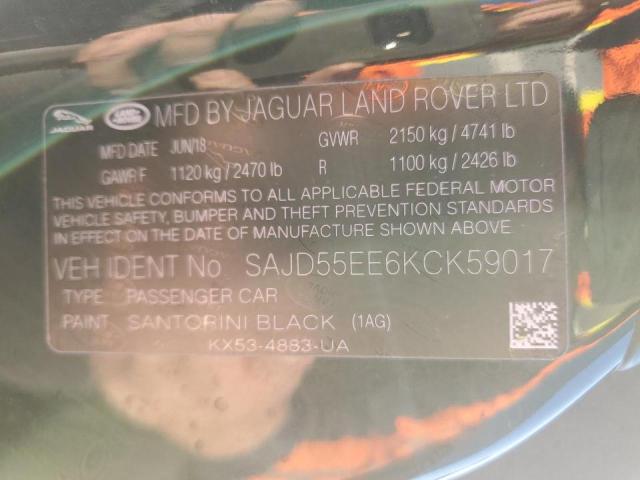 JAGUAR LAND ROVER MFD BY JAGUAR LAND ROVER LTD
MFD DATE JUN/18 GVWR 2150 kg / 4741 lb
GAWR F 1120 kg / 2470 lb R 1100 kg / 2426 lb
THIS VEHICLE CONFORMS TO ALL APPLICABLE FEDERAL MOTOR
VEHICLE SAFETY, BUMPER AND THEFT PREVENTION STANDARDS
IN EFFECT ON THE DATE OF MANUFACTURE SHOWN ABOVE
VEH IDENT No SAJD55EE6KCK59017
TYPE PASSENGER CAR
PAINT SANTORINI BLACK (1AG)
KX53-4883-UA